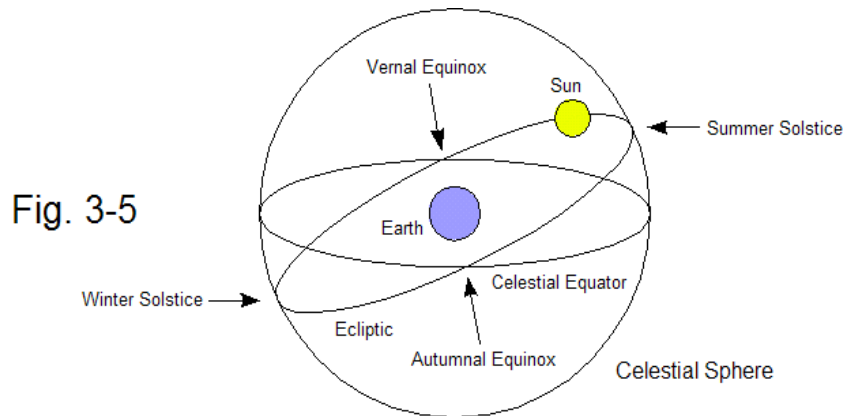 Vernal Equinox
Sun
Summer Solstice
Fig. 3-5
Earth
Celestial Equator
Winter Solstice
Ecliptic
Autumnal Equinox
Celestial Sphere